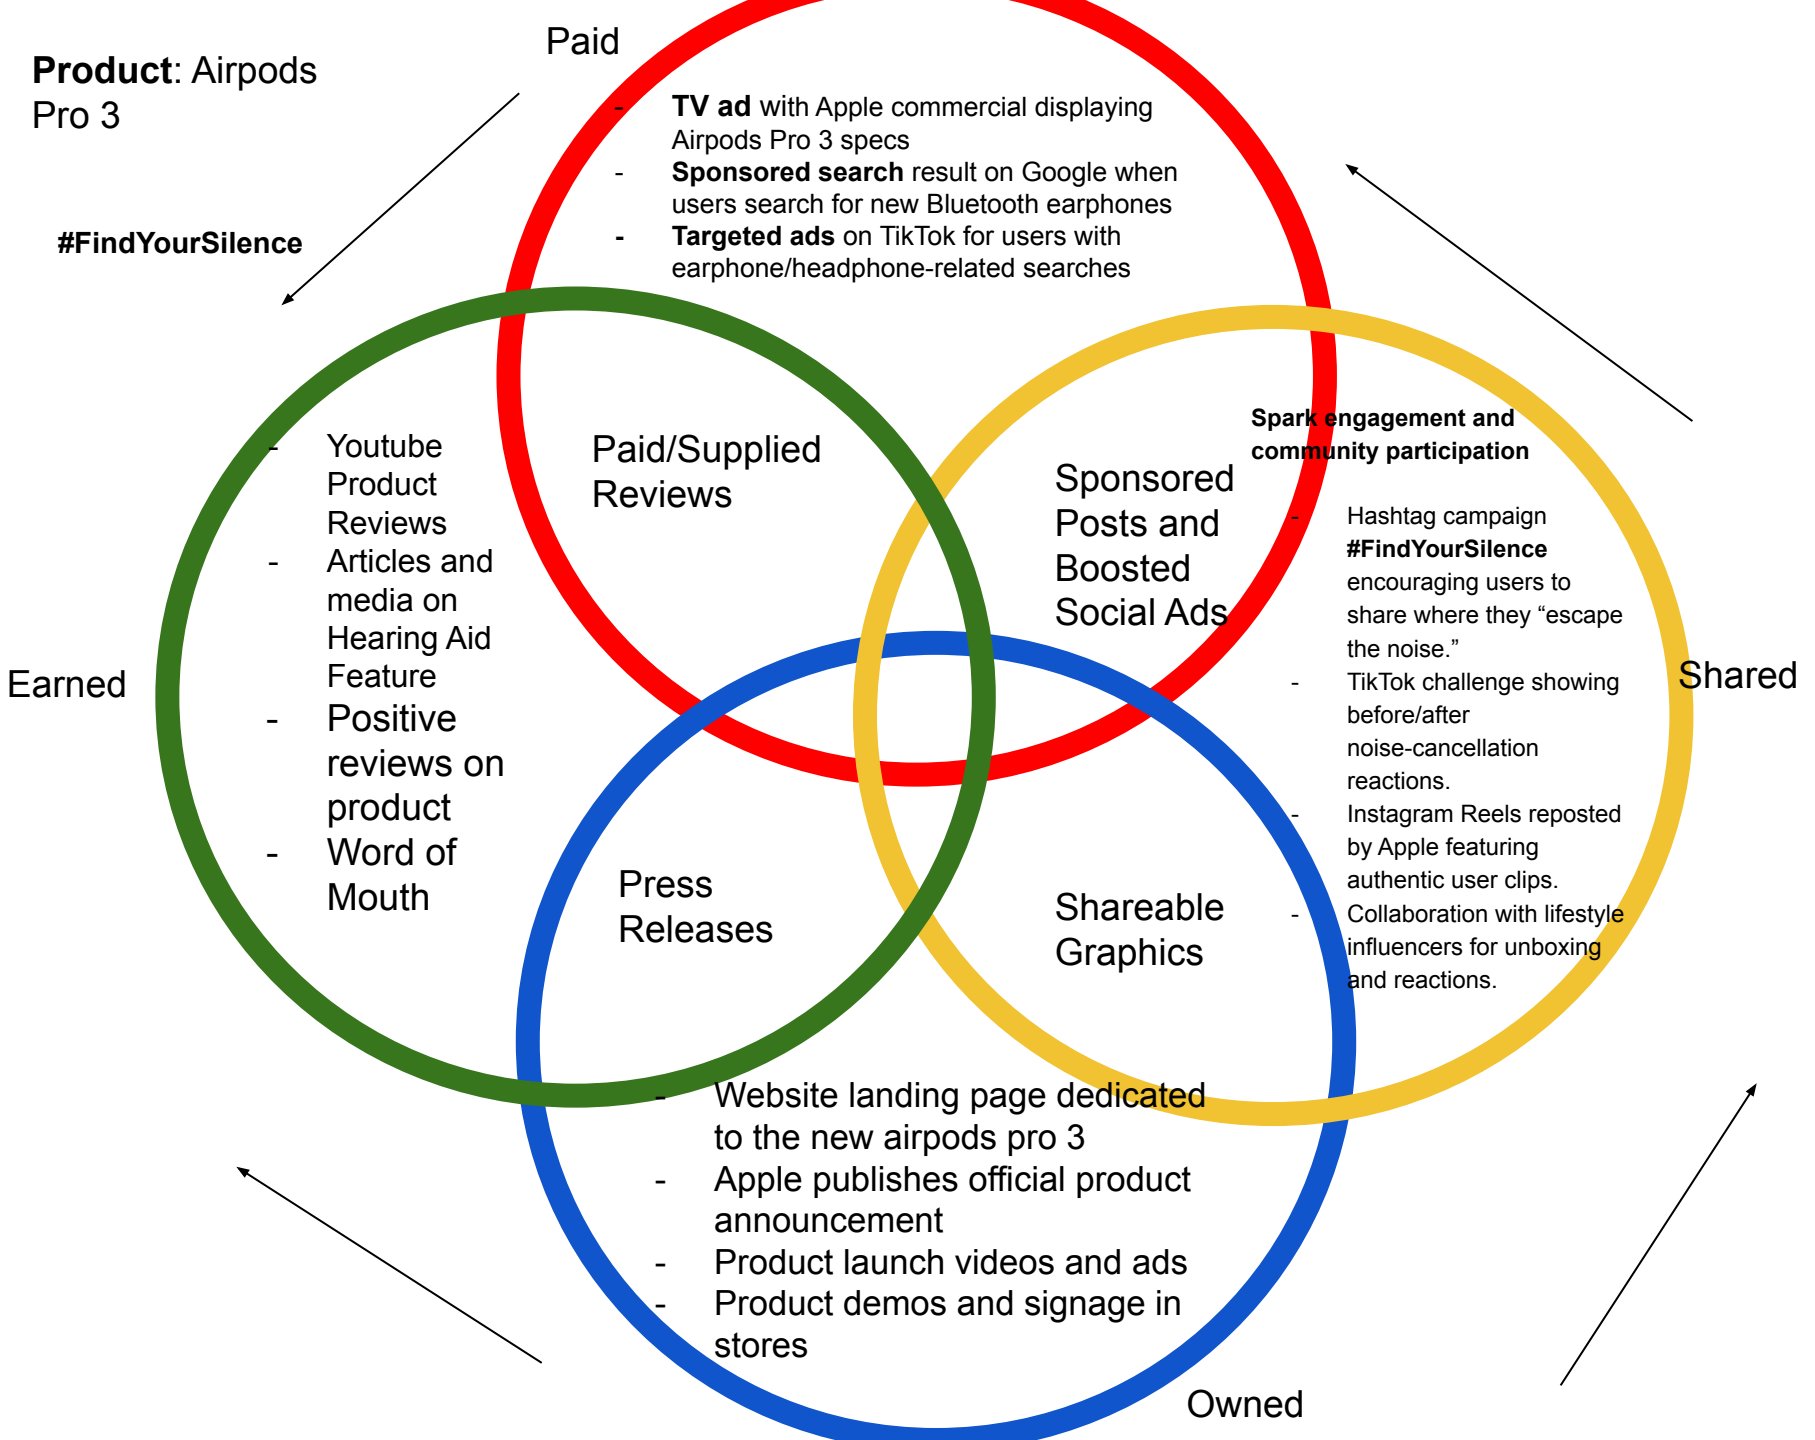 Paid
Product: Airpods
Pro 3
#FindYourSilence
- TV ad with Apple commercial displaying
Airpods Pro 3 specs
- Sponsored search result on Google when
users search for new Bluetooth earphones
- Targeted ads on TikTok for users with
earphone/headphone-related searches
Earned
- Youtube
Product
Reviews
- Articles and
media on
Hearing Aid
Feature
- Positive
reviews on
product
- Word of
Mouth
Paid/Supplied
Reviews
Sponsored
Posts and
Boosted
Social Ads
Spark engagement and
community participation
- Hashtag campaign
#FindYourSilence
encouraging users to
share where they “escape
the noise.”
- TikTok challenge showing
before/after
noise-cancellation
reactions.
- Instagram Reels reposted
by Apple featuring
authentic user clips.
- Collaboration with lifestyle
influencers for unboxing
and reactions.
Shared
Press
Releases
Shareable
Graphics
- Website landing page dedicated
to the new airpods pro 3
- Apple publishes official product
announcement
- Product launch videos and ads
- Product demos and signage in
stores
Owned